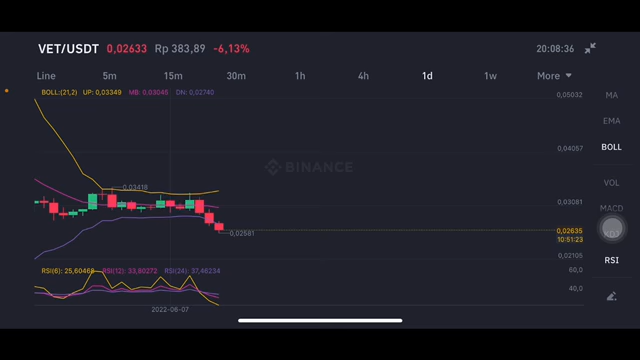 VET/USDT 0,02633 Rp 383,89 -6,13% 20:08:36
Line 5m 15m 30m 1h 4h 1d 1w More
BOLL:(21,2) UP: 0,03349 MB: 0,03045 DN: 0,02740
0,05032
MA
EMA
0,04057
BOLL
BINANCE
VOL
0,03418
0,03081
MACD
KDJ
0,02581
0,02635
10:51:23
0,02105
RSI
RSI(6): 25,60468 RSI(12): 33,80272 RSI(24): 37,46234
60,0
40,0
2022-06-07